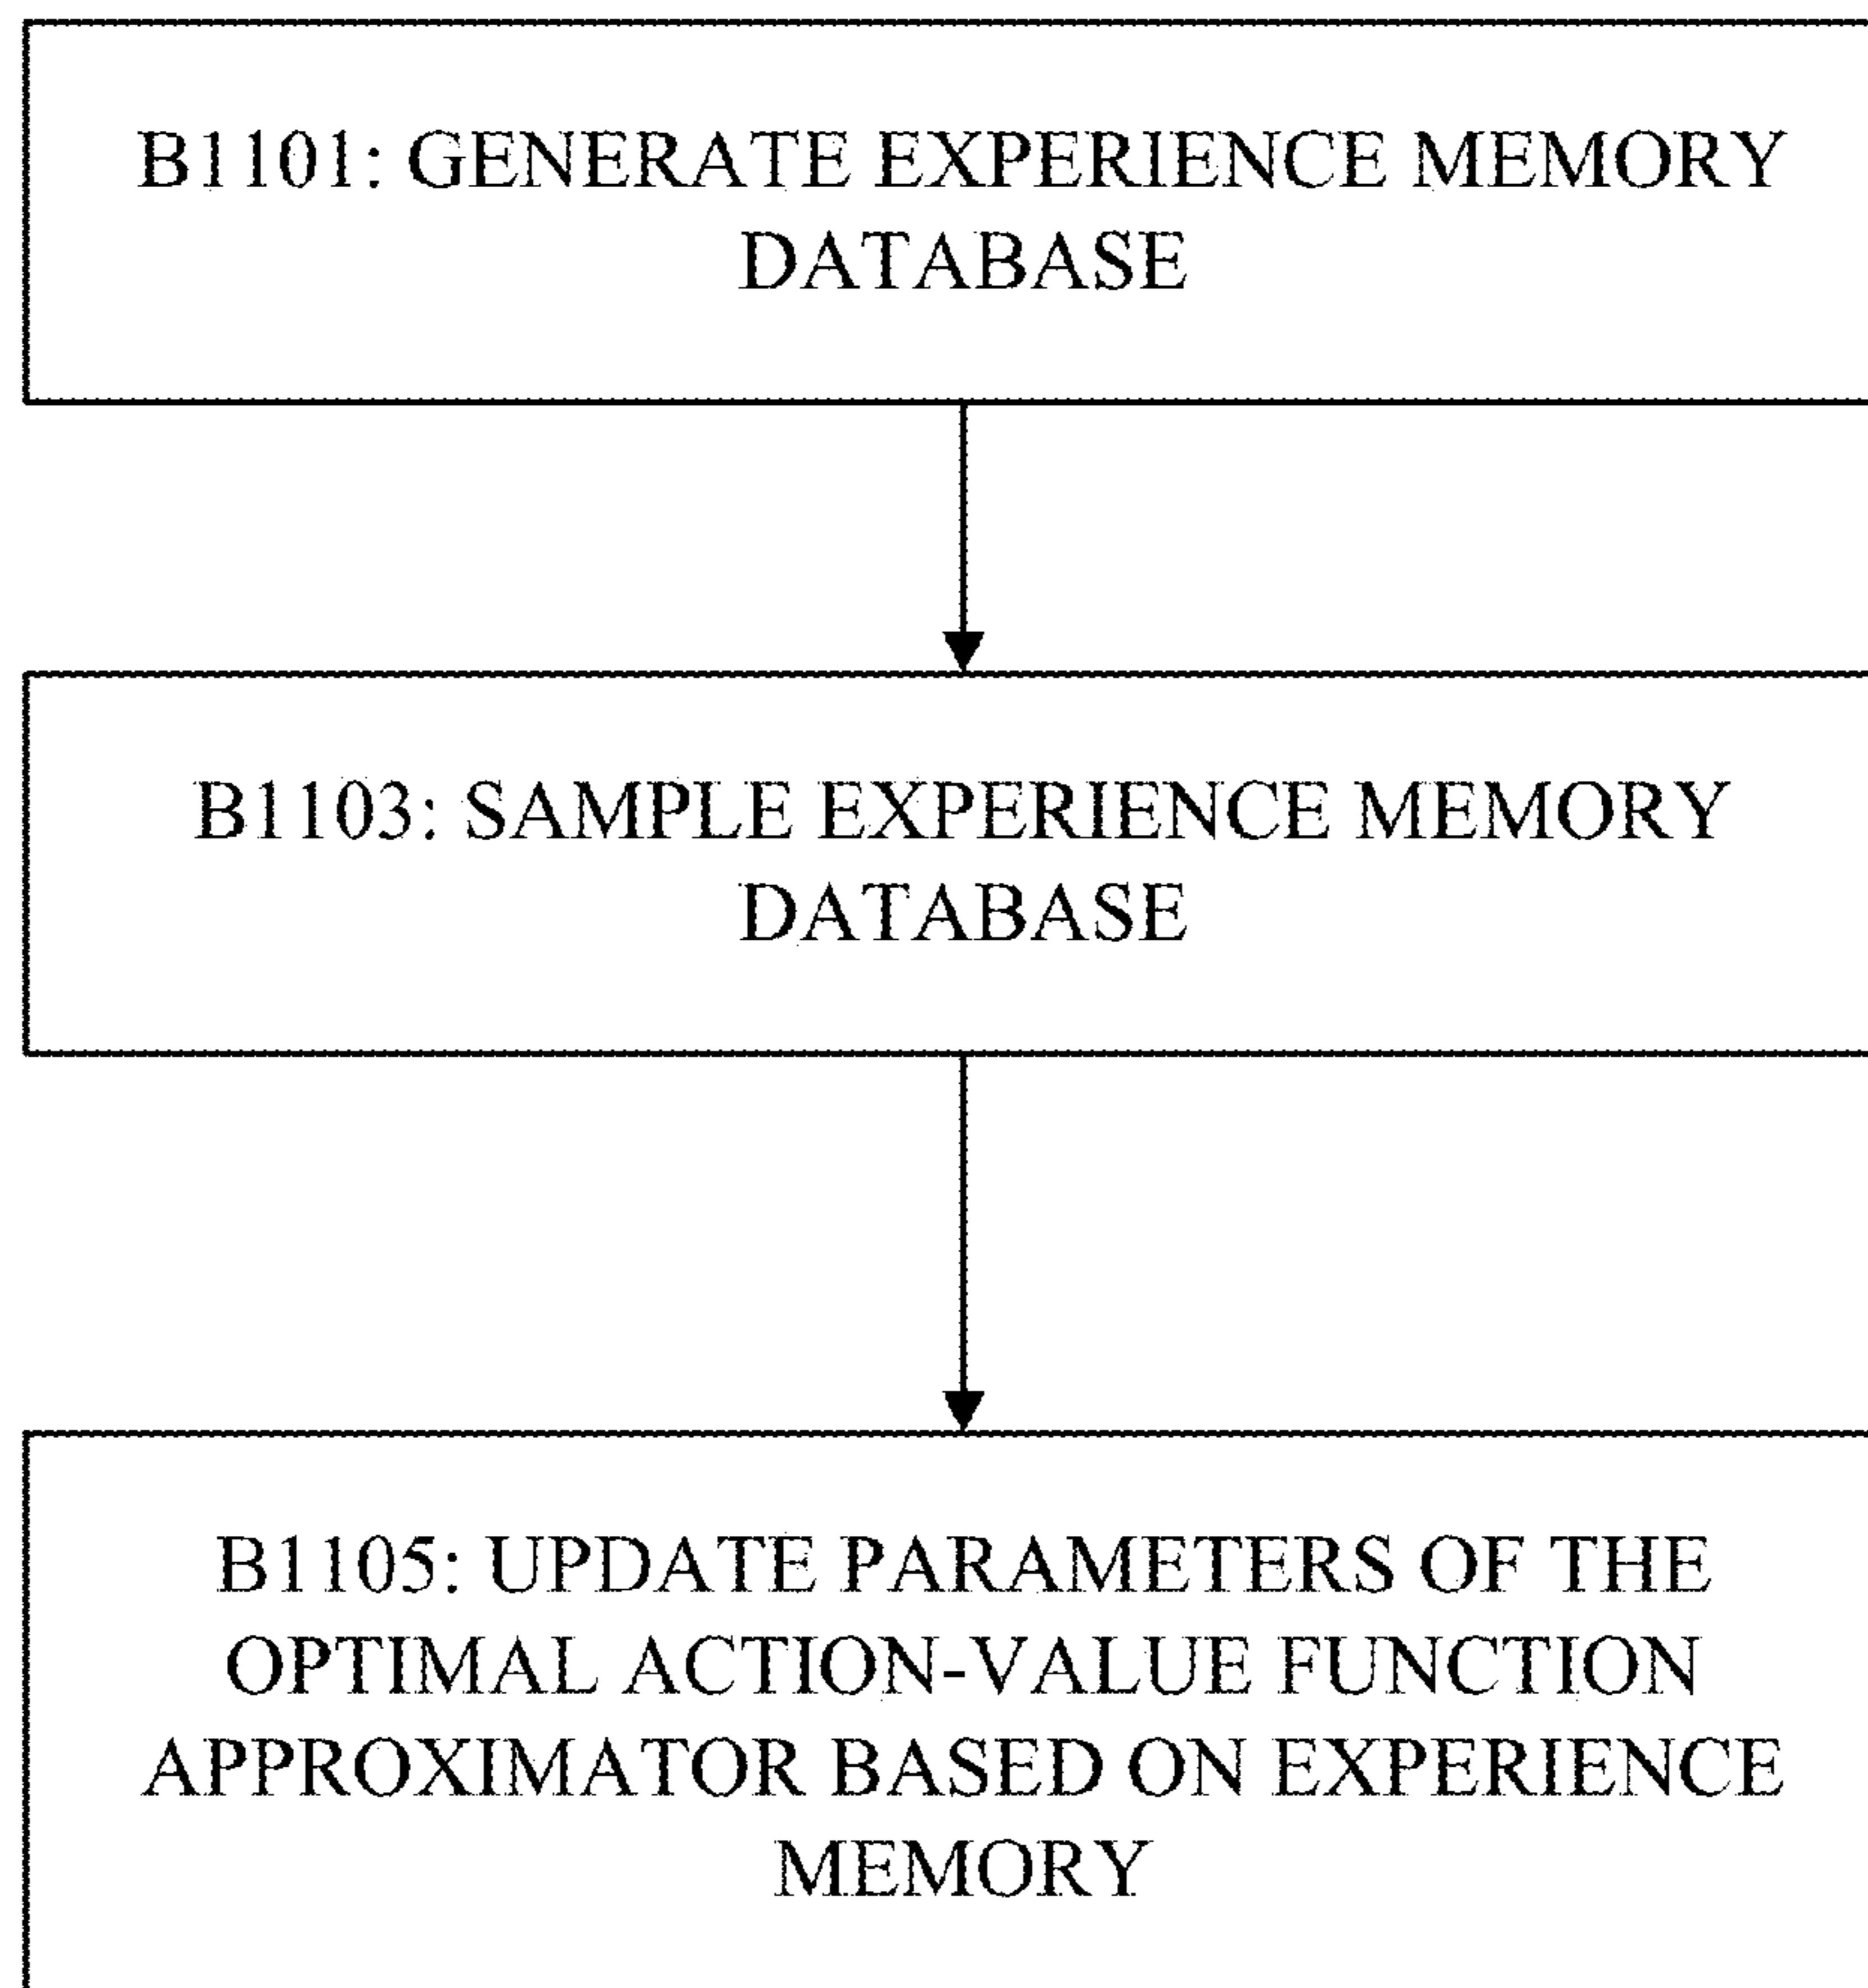 B1101: GENERATE EXPERIENCE MEMORY
DATABASE
B1103: SAMPLE EXPERIENCE MEMORY
DATABASE
B1105: UPDATE PARAMETERS OF THE
OPTIMAL ACTION-VALUE FUNCTION
APPROXIMATOR BASED ON EXPERIENCE
MEMORY